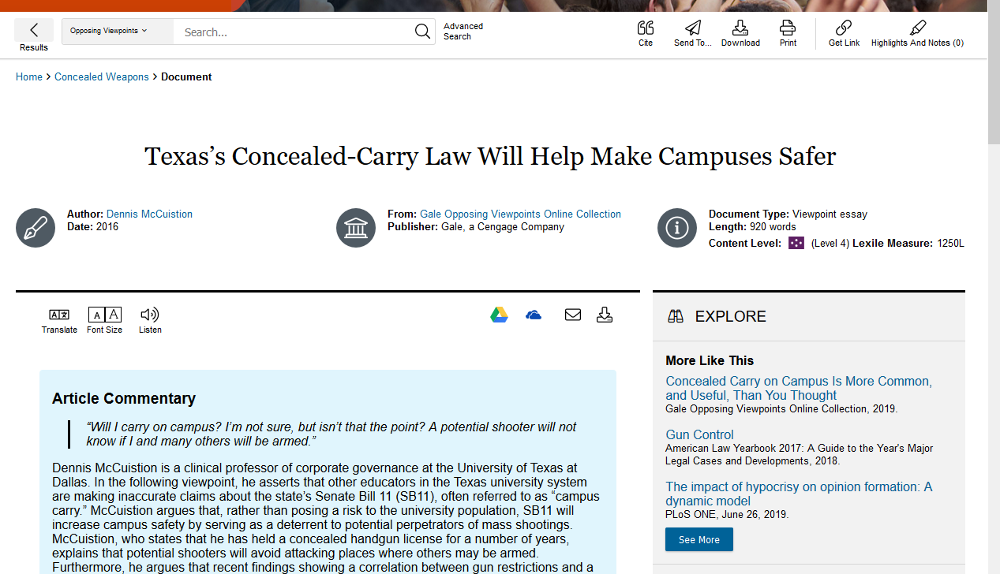 Results
Opposing Viewpoints
Search...
Advanced
Search
Cite
Send To...
Download
Print
Get Link
Highlights And Notes (0)
Home > Concealed Weapons > Document
Texas’s Concealed-Carry Law Will Help Make Campuses Safer
Author: Dennis McCuistion
Date: 2016
From: Gale Opposing Viewpoints Online Collection
Publisher: Gale, a Cengage Company
Document Type: Viewpoint essay
Length: 920 words
Content Level: (Level 4) Lexile Measure: 1250L
Translate
A A
Font Size
Listen
Article Commentary
“Will I carry on campus? I’m not sure, but isn’t that the point? A potential shooter will not
know if I and many others will be armed.”
Dennis McCuistion is a clinical professor of corporate governance at the University of Texas at
Dallas. In the following viewpoint, he asserts that other educators in the Texas university system
are making inaccurate claims about the state’s Senate Bill 11 (SB11), often referred to as “campus
carry.” McCuistion argues that, rather than posing a risk to the university population, SB11 will
increase campus safety by serving as a deterrent to potential perpetrators of mass shootings.
McCuistion, who states that he has held a concealed handgun license for a number of years,
explains that potential shooters will avoid attacking places where others may be armed.
Furthermore, he argues that recent findings showing a correlation between gun restrictions and a
EXPLORE
More Like This
Concealed Carry on Campus Is More Common,
and Useful, Than You Thought
Gale Opposing Viewpoints Online Collection, 2019.
Gun Control
American Law Yearbook 2017: A Guide to the Year's Major
Legal Cases and Developments, 2018.
The impact of hypocrisy on opinion formation: A
dynamic model
PLoS ONE, June 26, 2019.
See More